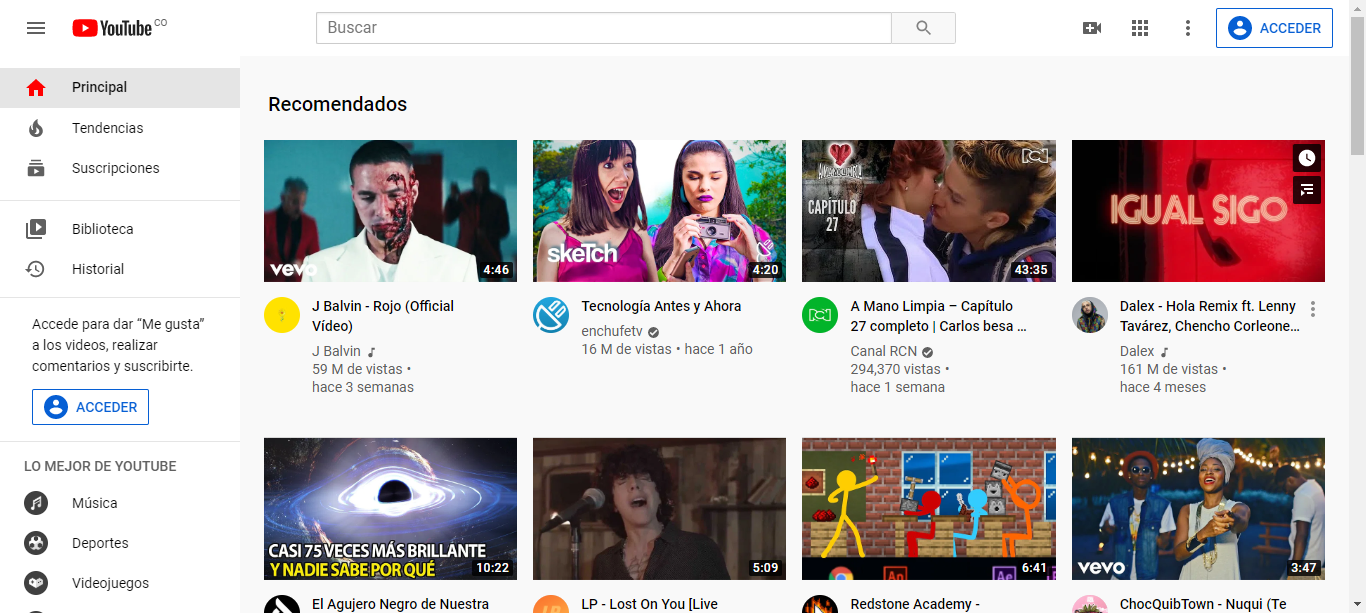 YouTube CO
Buscar
ACCEDER
Principal
Tendencias
Suscripciones
Biblioteca
Historial
Accede para dar “Me gusta”
a los videos, realizar
comentarios y suscribirte.
ACCEDER
LO MEJOR DE YOUTUBE
Música
Deportes
Videojuegos
Recomendados
vevo
4:46
J Balvin - Rojo (Official
Vídeo)
J Balvin
59 M de vistas •
hace 3 semanas
skeTch
4:20
Tecnología Antes y Ahora
enchufetv
16 M de vistas • hace 1 año
CAPÍTULO
27
43:35
A Mano Limpia – Capítulo
27 completo | Carlos besa ...
Canal RCN
294,370 vistas •
hace 1 semana
IGUAL SIGO
Dalex - Hola Remix ft. Lenny
Tavárez, Chencho Corleone...
Dalex
161 M de vistas •
hace 4 meses
CASI 75 VECES MÁS BRILLANTE
Y NADIE SABE POR QUÉ
10:22
El Agujero Negro de Nuestra
5:09
LP - Lost On You [Live
An
Ae
6:41
Redstone Academy -
vevo
3:47
ChocQuibTown - Nuqui (Te